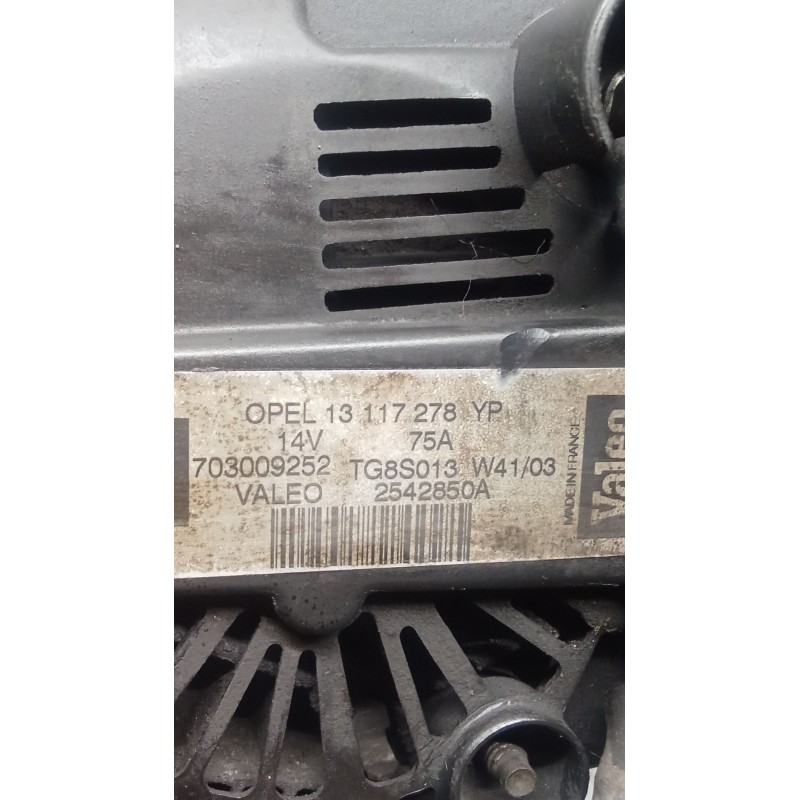 OPEL 13 117 278 YP
14V 75A
703009252 TG8S013 W41/03
VALEO 2542850A
MADE IN FRANCE
Valeo